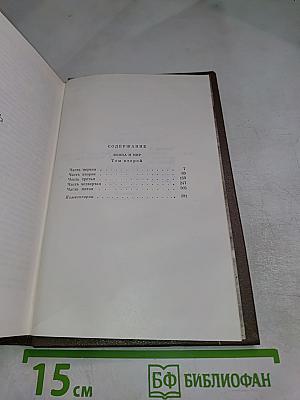 СОДЕРЖАНИЕ
ВОЙНА И МИР
Том второй
Часть первая 7
Часть вторая
Часть третья
Часть четвертая 247
Часть пятая
Комментарии
15 см
БФ БИБЛИОФАН